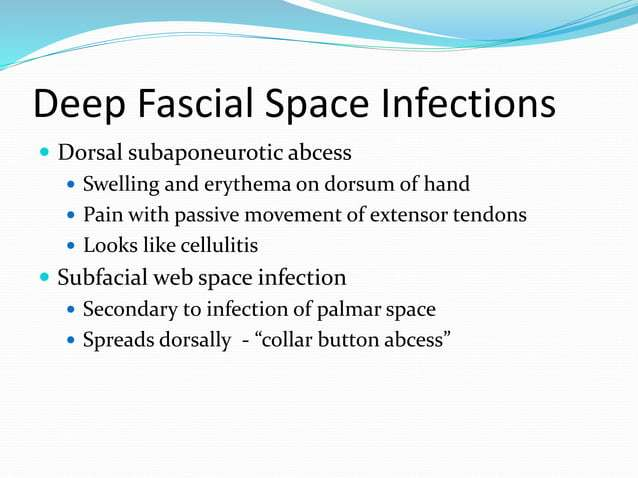 Deep Fascial Space Infections
• Dorsal subaponeurotic abcess
• Swelling and erythema on dorsum of hand
• Pain with passive movement of extensor tendons
• Looks like cellulitis
• Subfacial web space infection
• Secondary to infection of palmar space
• Spreads dorsally - “collar button abcess”